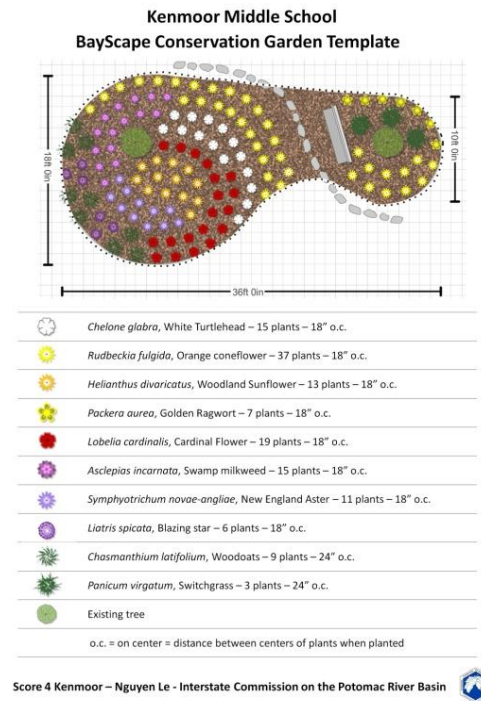 Kenmoor Middle School
BayScape Conservation Garden Template
18ft 0in
10ft 0in
36ft 0in
Chelone glabra, White Turtlehead – 15 plants – 18” o.c.
Rudbeckia fulgida, Orange coneflower – 37 plants – 18” o.c.
Helianthus divaricatus, Woodland Sunflower – 13 plants – 18” o.c.
Packera aurea, Golden Ragwort – 7 plants – 18” o.c.
Lobelia cardinalis, Cardinal Flower – 19 plants – 18” o.c.
Asclepias incarnata, Swamp milkweed – 15 plants – 18” o.c.
Symphyotrichum novae-angliae, New England Aster – 11 plants – 18” o.c.
Liatris spicata, Blazing star – 6 plants – 18” o.c.
Chasmanthium latifolium, Woodoats – 9 plants – 24” o.c.
Panicum virgatum, Switchgrass – 3 plants – 24” o.c.
Existing tree
o.c. = on center = distance between centers of plants when planted
Score 4 Kenmoor – Nguyen Le - Interstate Commission on the Potomac River Basin